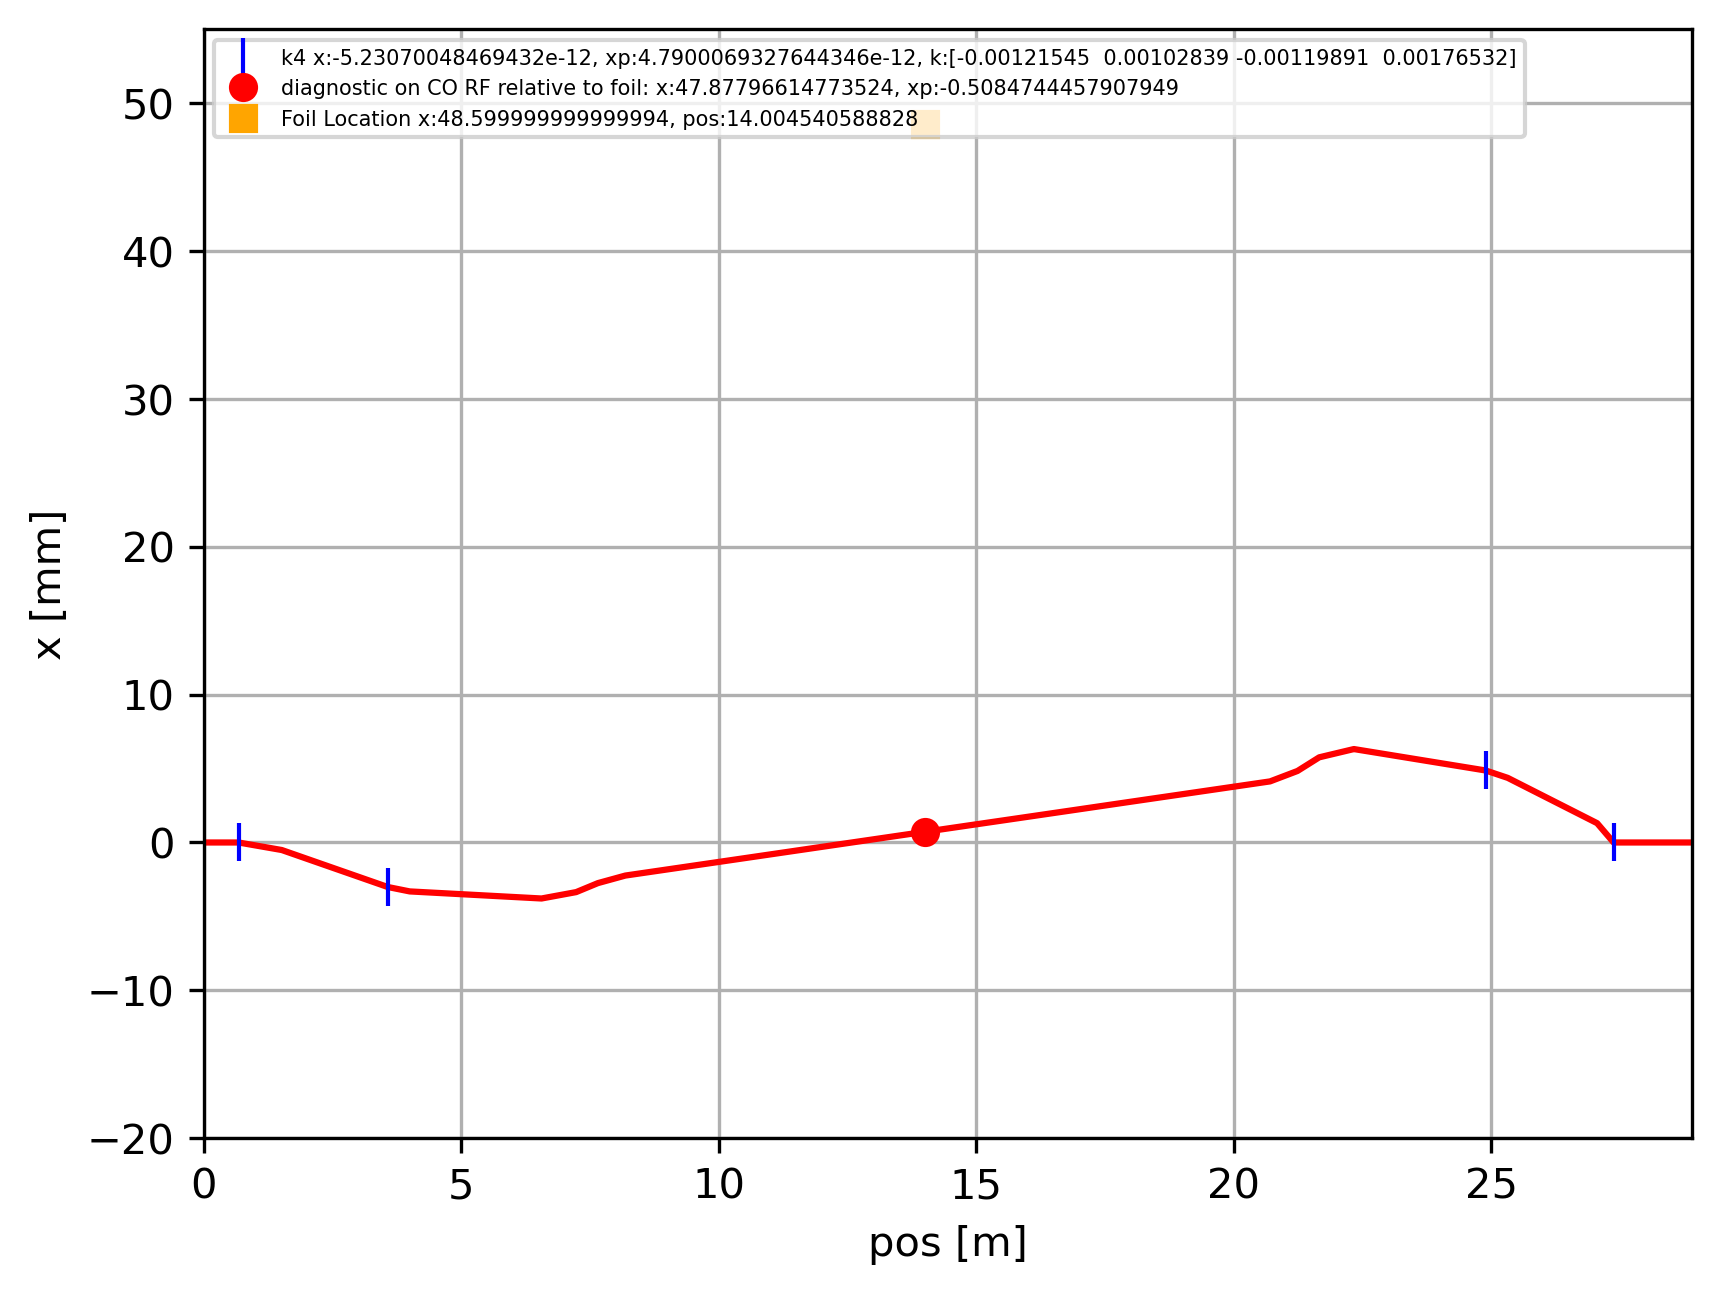 k4 x:-5.23070048469432e-12, xp:4.7900069327644346e-12, k:[-0.00121545  0.00102839 -0.00119891  0.00176532]
diagnostic on CO RF relative to foil: x:47.87796614773524, xp:-0.5084744457907949
Foil Location x:48.599999999999994, pos:14.004540588828
50
40
30
20
10
0
−10
−20
x [mm]
0 5 10 15 20 25
pos [m]